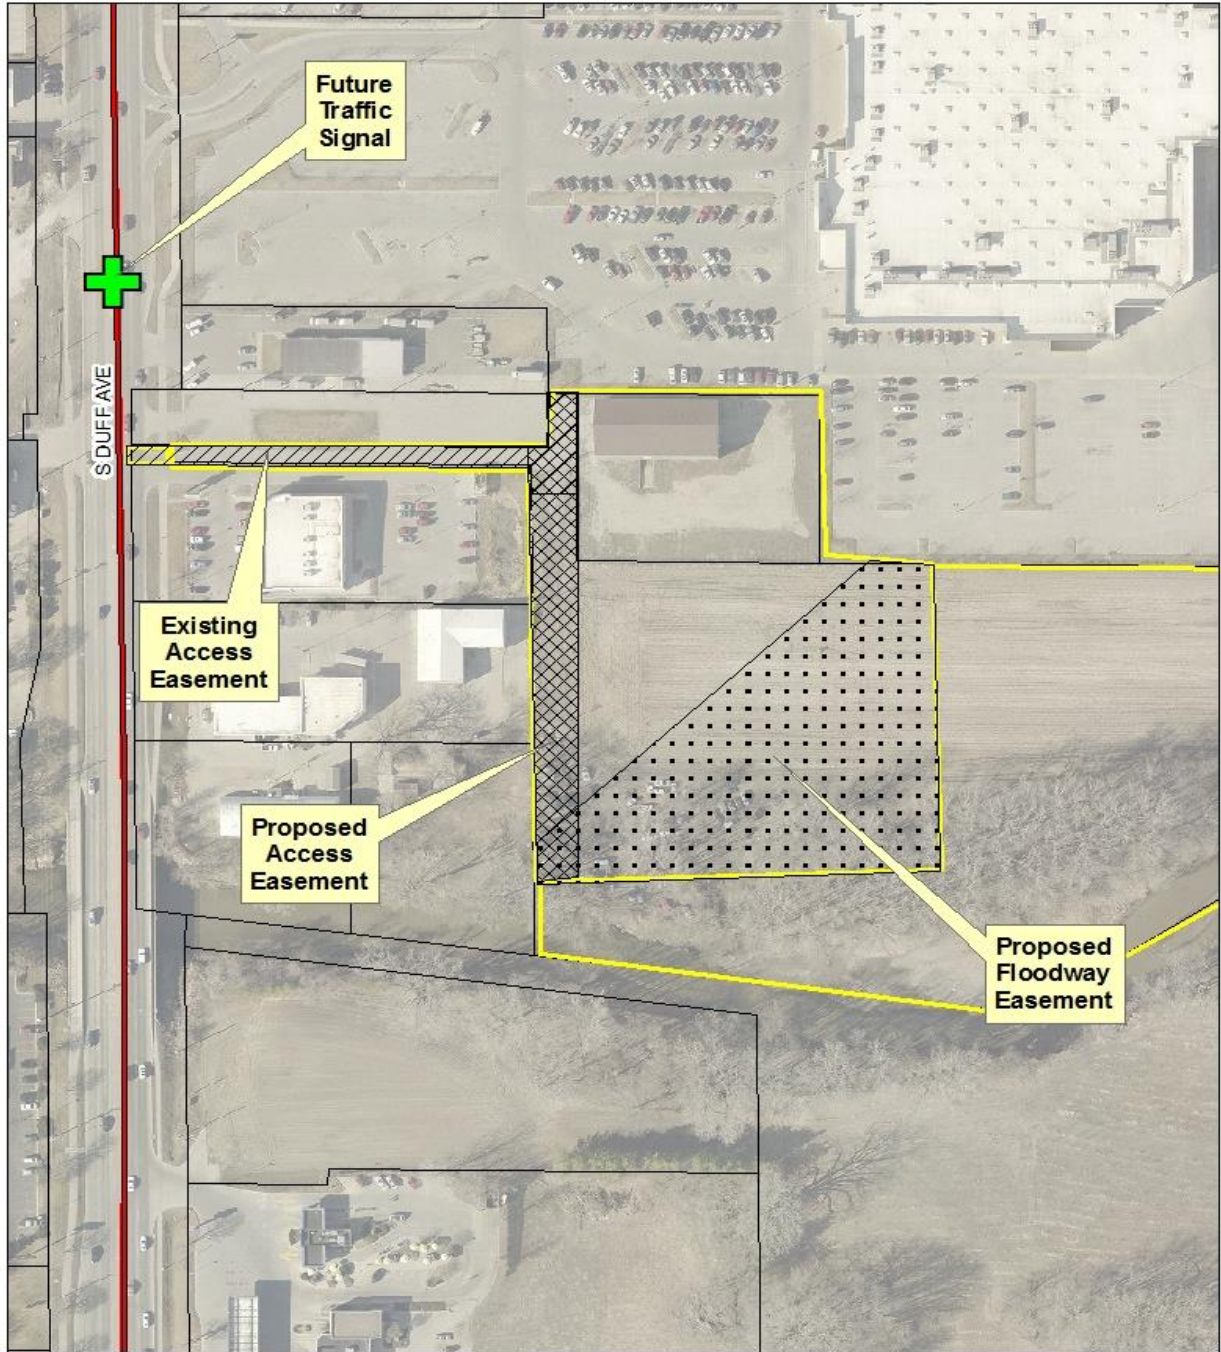 Future
Traffic
Signal
S DUFF AVE
Existing
Access
Easement
Proposed
Access
Easement
Proposed
Floodway
Easement